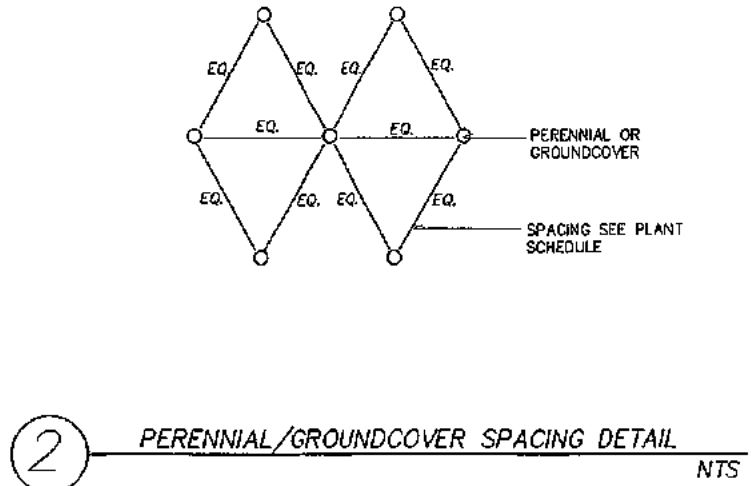 EQ. EQ. EQ. EQ.
EQ. EQ.
PERENNIAL OR
GROUNDCOVER
EQ. EQ. EQ. EQ.
SPACING SEE PLANT
SCHEDULE
2 PERENNIAL/GROUNDCOVER SPACING DETAIL
NTS